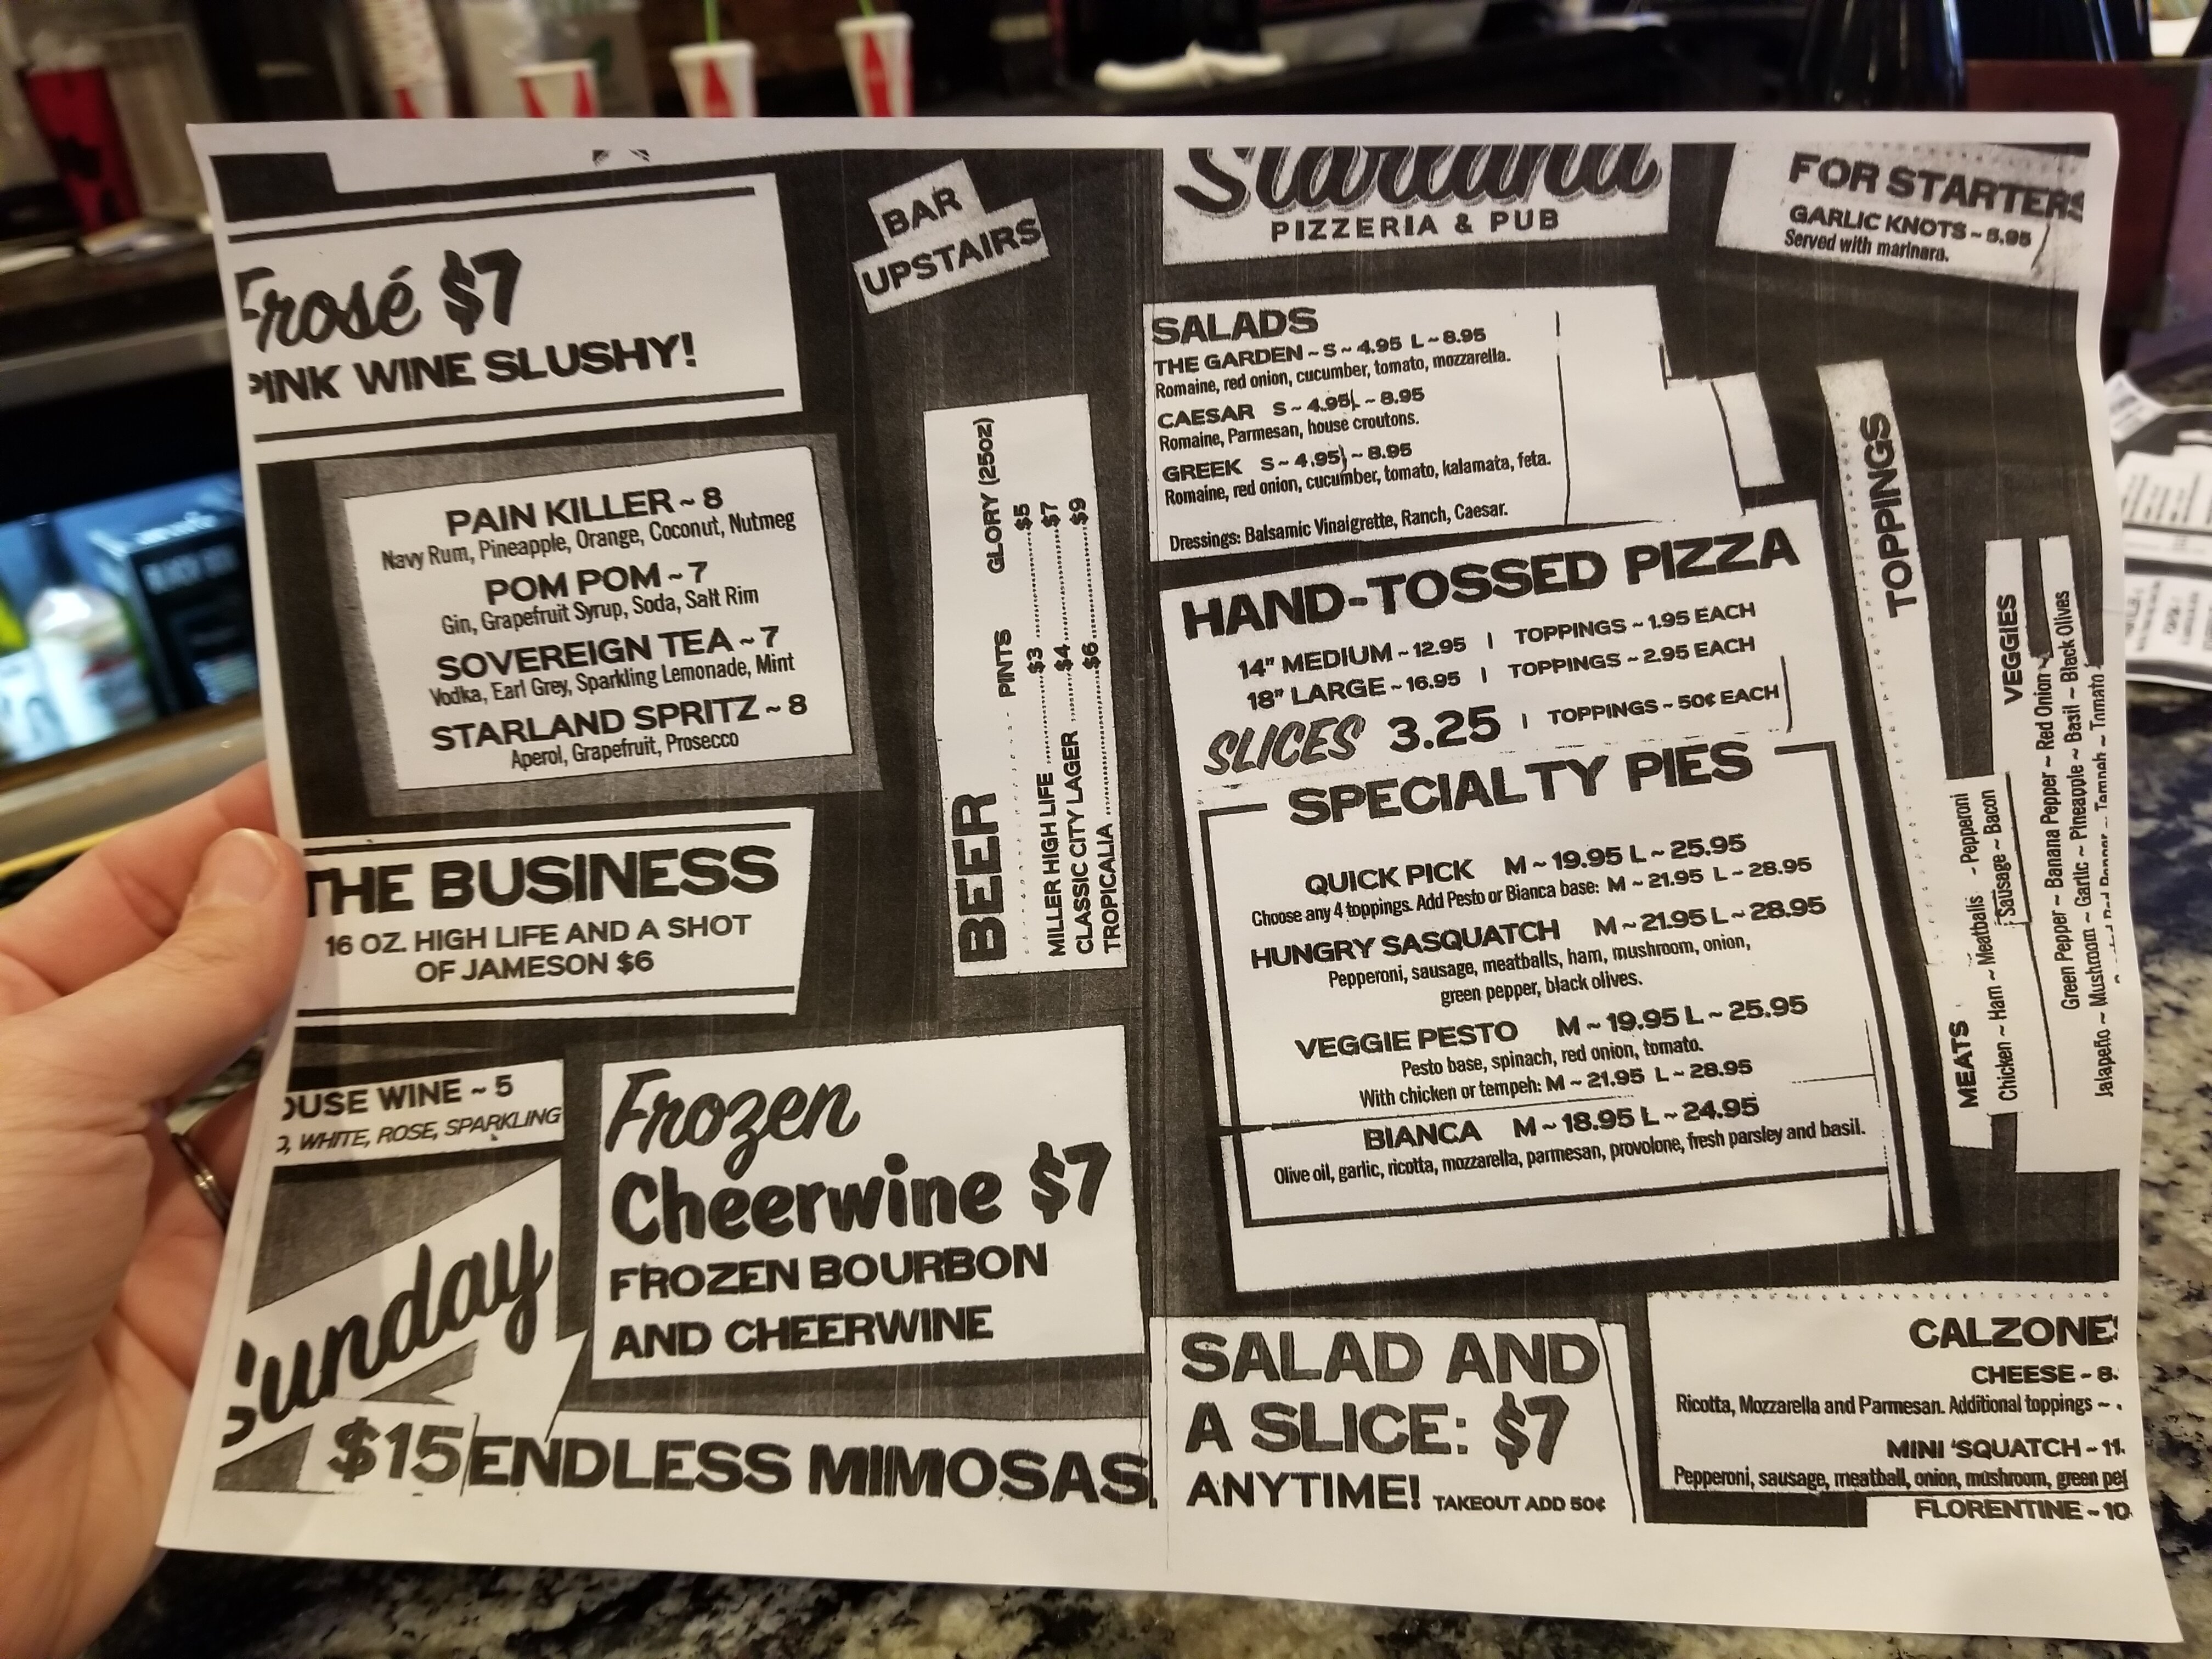 Frosé $7
PINK WINE SLUSHY!
PAIN KILLER ~ 8
Navy Rum, Pineapple, Orange, Coconut, Nutmeg
POM POM ~ 7
Gin, Grapefruit Syrup, Soda, Salt Rim
SOVEREIGN TEA ~ 7
Vodka, Earl Grey, Sparkling Lemonade, Mint
STARLAND SPRITZ ~ 8
Aperol, Grapefruit, Prosecco
THE BUSINESS
16 OZ. HIGH LIFE AND A SHOT
OF JAMESON $6
OUSE WINE ~ 5
WHITE, ROSE, SPARKLING
Sunday
$15 ENDLESS MIMOSAS
BAR
UPSTAIRS
BEER PINTS GLORY (25OZ)
MILLER HIGH LIFE $3 $5
CLASSIC CITY LAGER $4 $7
TROPICALIA $6 $9
Frozen
Cheerwine $7
FROZEN BOURBON
AND CHEERWINE
Starland
PIZZERIA & PUB
FOR STARTERS
GARLIC KNOTS ~ 5.95
Served with marinara.
SALADS
THE GARDEN ~ S ~ 4.95 L ~ 8.95
Romaine, red onion, cucumber, tomato, mozzarella.
CAESAR S ~ 4.95 L ~ 8.95
Romaine, Parmesan, house croutons.
GREEK S ~ 4.95 ~ 8.95
Romaine, red onion, cucumber, tomato, kalamata, feta.
Dressings: Balsamic Vinaigrette, Ranch, Caesar.
HAND-TOSSED PIZZA
14" MEDIUM ~ 12.95 | TOPPINGS ~ 1.95 EACH
18" LARGE ~ 16.95 | TOPPINGS ~ 2.95 EACH
SLICES 3.25 | TOPPINGS ~ 50¢ EACH
SPECIALTY PIES
QUICK PICK M ~ 19.95 L ~ 25.95
Choose any 4 toppings. Add Pesto or Bianca base: M ~ 21.95 L ~ 28.95
HUNGRY SASQUATCH M ~ 21.95 L ~ 28.95
Pepperoni, sausage, meatballs, ham, mushroom, onion,
green pepper, black olives.
VEGGIE PESTO M ~ 19.95 L ~ 25.95
Pesto base, spinach, red onion, tomato.
With chicken or tempeh: M ~ 21.95 L ~ 28.95
BIANCA M ~ 18.95 L ~ 24.95
Olive oil, garlic, ricotta, mozzarella, parmesan, provolone, fresh parsley and basil.
TOPPINGS
MEATS ~ Pepperoni
Chicken ~ Ham ~ Meatballs
Sausage ~ Bacon
VEGGIES
Green Pepper ~ Banana Pepper ~ Red Onion ~
Jalapeño ~ Mushroom ~ Garlic ~ Pineapple ~ Basil ~ Black Olives
Pepper ~ Tempeh ~ Tomato
SALAD AND
A SLICE: $7
ANYTIME! TAKEOUT ADD 50¢
CALZONE
CHEESE ~ 8.
Ricotta, Mozzarella and Parmesan. Additional toppings ~
MINI 'SQUATCH ~ 11.
Pepperoni, sausage, meatball, onion, mushroom, green pe
FLORENTINE ~ 10